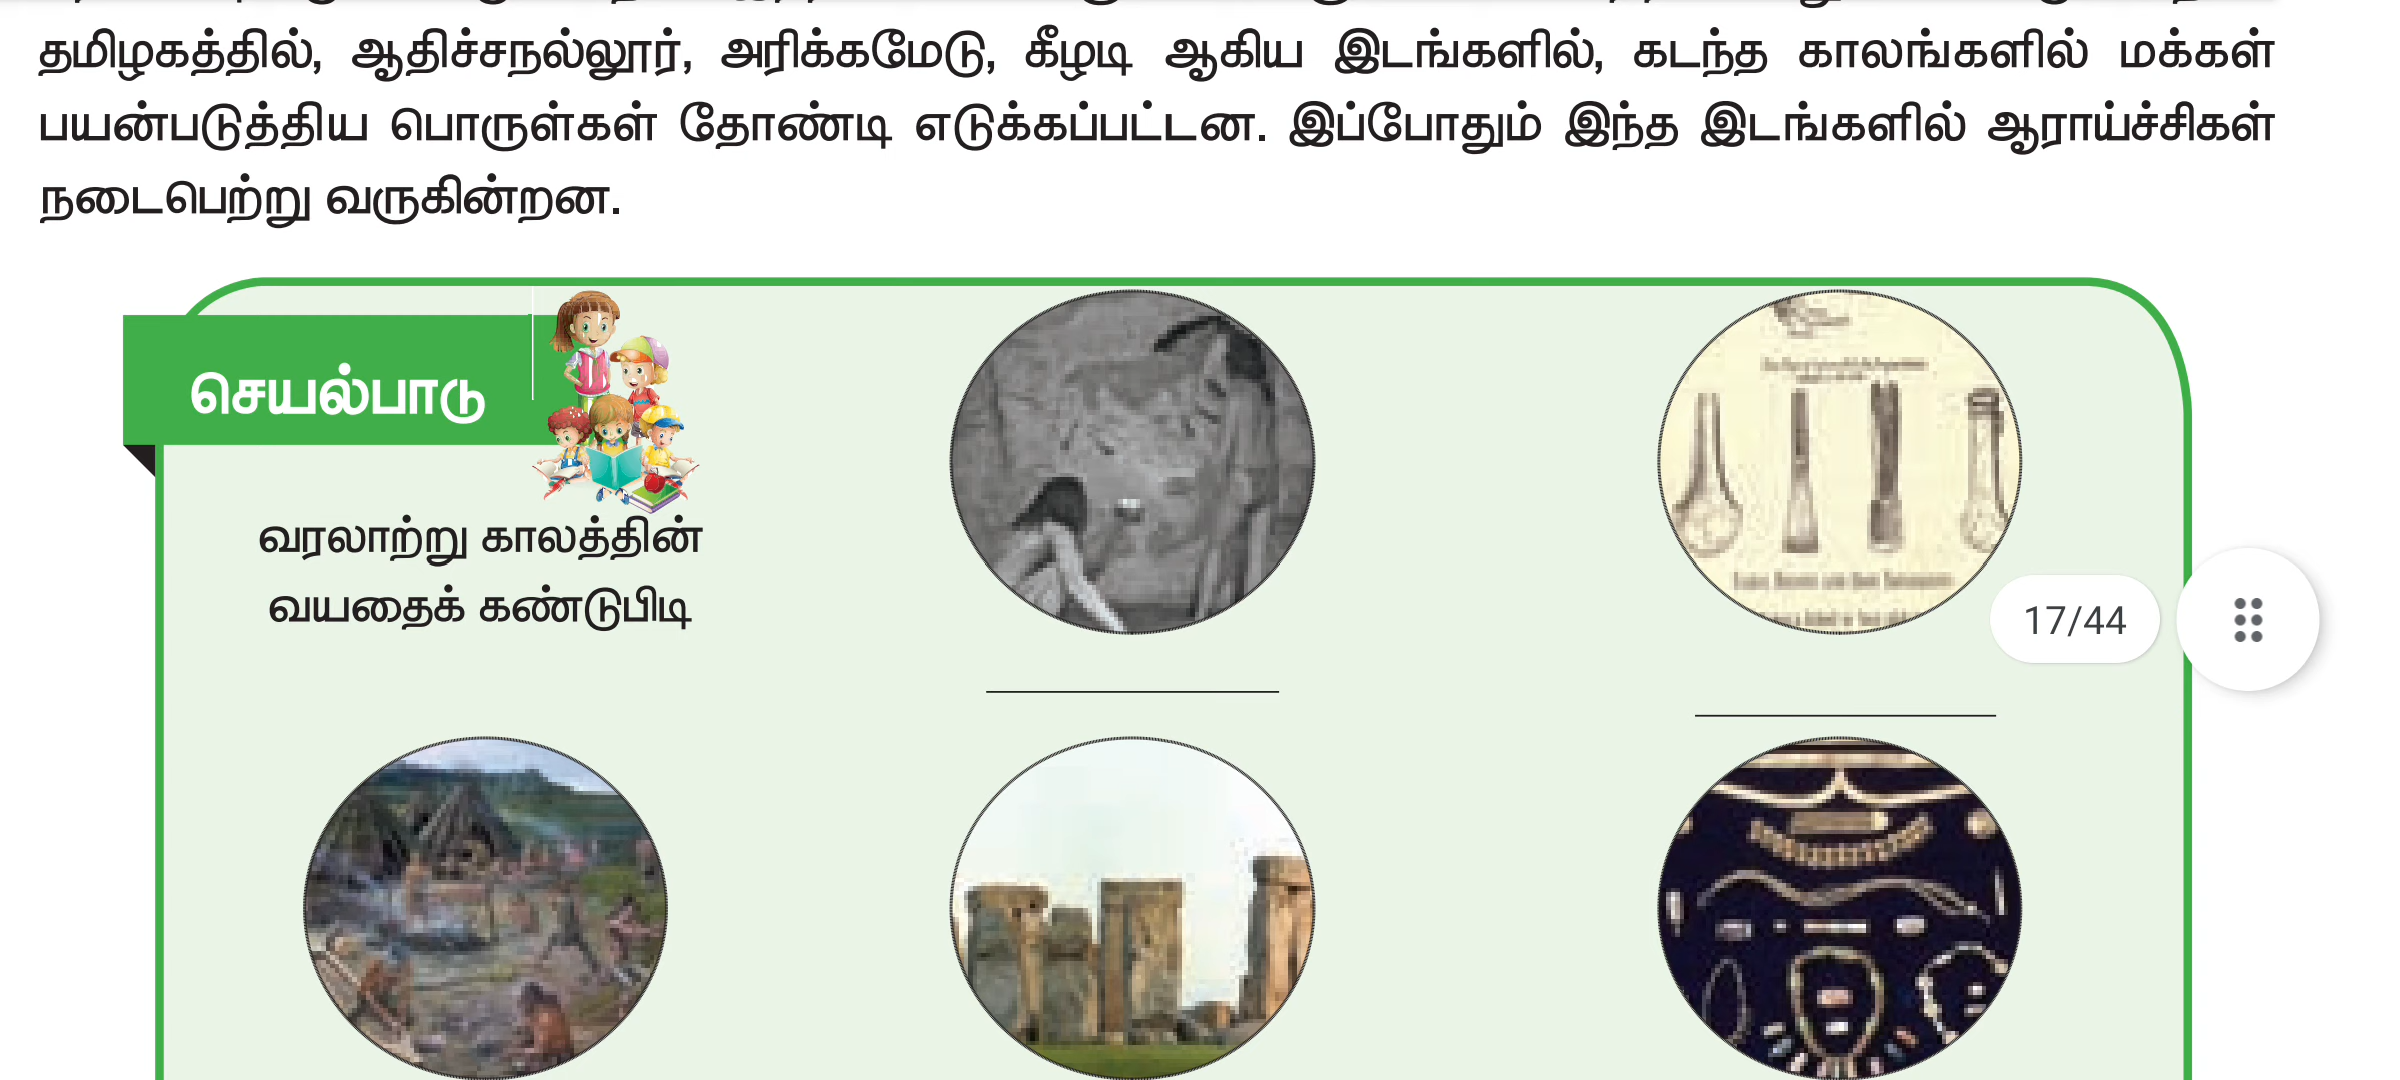 தமிழகத்தில், ஆதிச்சநல்லூர், அரிக்கமேடு, கீழடி ஆகிய இடங்களில், கடந்த காலங்களில் மக்கள்
பயன்படுத்திய பொருள்கள் தோண்டி எடுக்கப்பட்டன. இப்போதும் இந்த இடங்களில் ஆராய்ச்சிகள்
நடைபெற்று வருகின்றன.
செயல்பாடு
வரலாற்று காலத்தின்
வயதைக் கண்டுபிடி
17/44